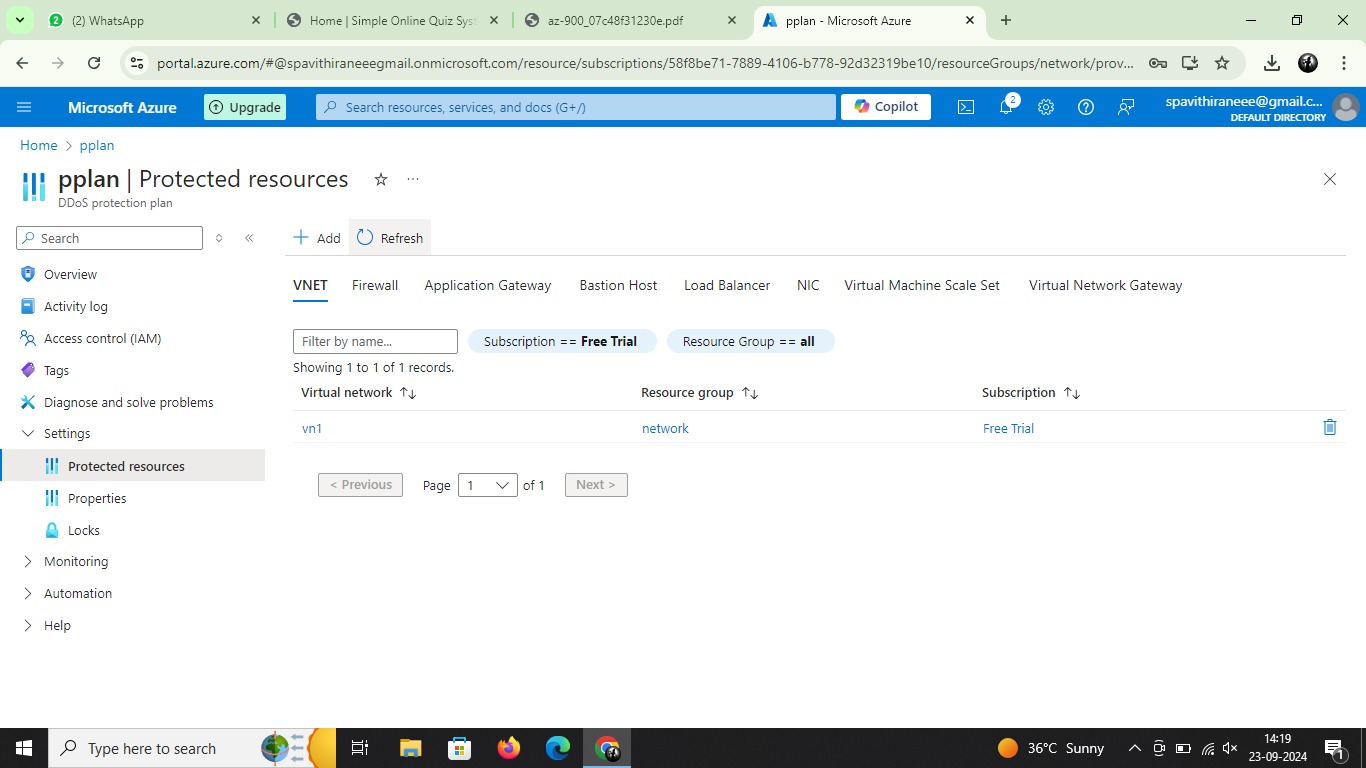 2 (2) WhatsApp
Home | Simple Online Quiz Syst
az-900_07c48f31230e.pdf
pplan - Microsoft Azure
portal.azure.com/#@spavithiraneeegmail.onmicrosoft.com/resource/subscriptions/58f8be71-7889-4106-b778-92d32319be10/resourceGroups/network/prov...
Microsoft Azure
Upgrade
Search resources, services, and docs (G+/)
Copilot
2
spavithiraneee@gmail.c...
DEFAULT DIRECTORY
Home > pplan
pplan | Protected resources
DDoS protection plan
Search
Add
Refresh
Overview
Activity log
Access control (IAM)
Tags
Diagnose and solve problems
Settings
Protected resources
Properties
Locks
Monitoring
Automation
Help
VNET Firewall Application Gateway Bastion Host Load Balancer NIC Virtual Machine Scale Set Virtual Network Gateway
Filter by name... Subscription == Free Trial Resource Group == all
Showing 1 to 1 of 1 records.
Virtual network Resource group Subscription
vn1 network Free Trial
< Previous Page 1 of 1 Next >
Type here to search
36°C Sunny
14:19
23-09-2024
1